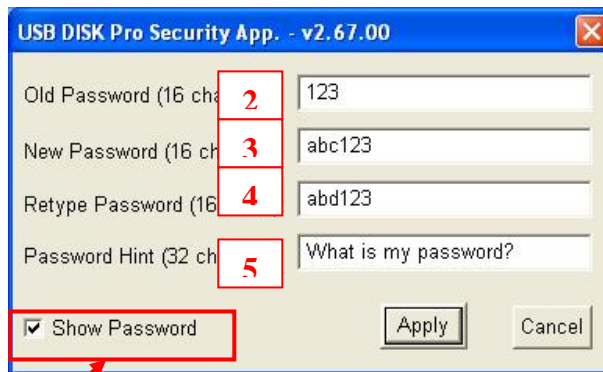 USB DISK Pro Security App. - v2.67.00
Old Password (16 cha 2 123
New Password (16 ch 3 abc123
Retype Password (16 4 abd123
Password Hint (32 ch 5 What is my password?
Show Password Apply Cancel